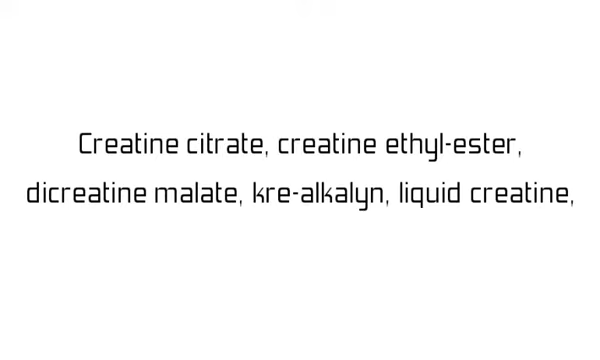 Creatine citrate, creatine ethyl-ester,
dicreatine malate, kre-alkalyn, liquid creatine,